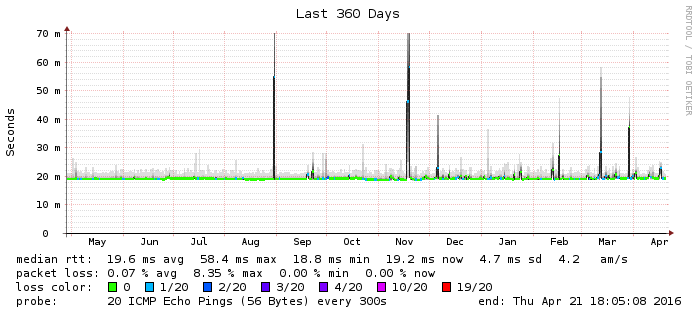 Last 360 Days
RRDTOOL / TOBI OETIKER
Seconds
70 m
60 m
50 m
40 m
30 m
20 m
10 m
0
May Jun Jul Aug Sep Oct Nov Dec Jan Feb Mar Apr
median rtt: 19.6 ms avg 58.4 ms max 18.8 ms min 19.2 ms now 4.7 ms sd 4.2 am/s
packet loss: 0.07 % avg 8.35 % max 0.00 % min 0.00 % now
loss color: 0 1/20 2/20 3/20 4/20 10/20 19/20
probe: 20 ICMP Echo Pings (56 Bytes) every 300s end: Thu Apr 21 18:05:08 2016